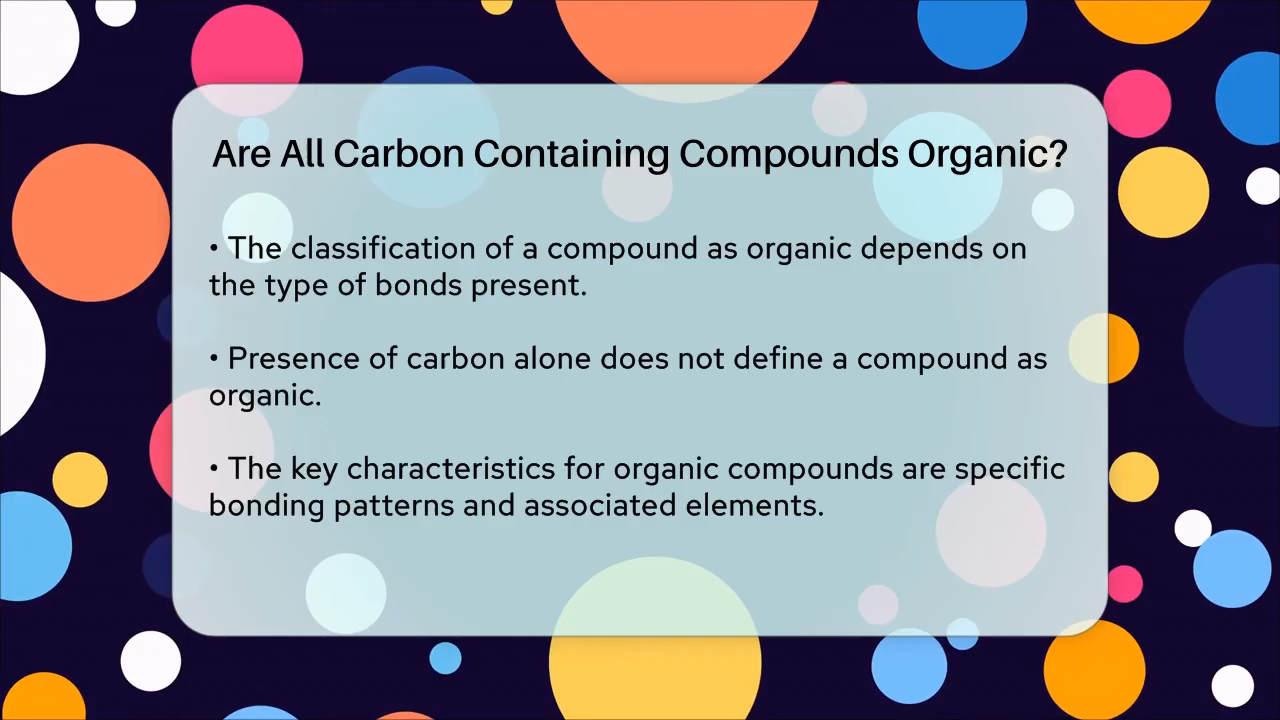 Are All Carbon Containing Compounds Organic?
• The classification of a compound as organic depends on
the type of bonds present.
• Presence of carbon alone does not define a compound as
organic.
• The key characteristics for organic compounds are specific
bonding patterns and associated elements.